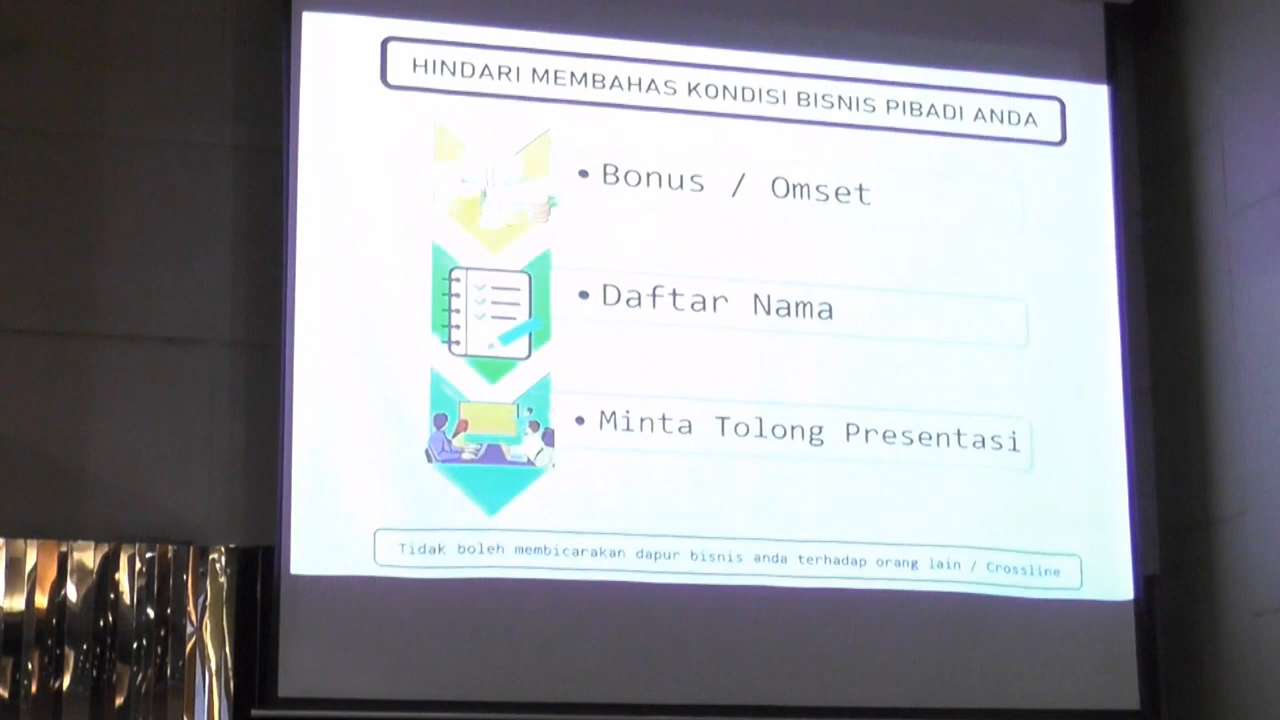 HINDARI MEMBAHAS KONDISI BISNIS PIBADI ANDA
• Bonus / Omset
• Daftar Nama
• Minta Tolong Presentasi
Tidak boleh membicarakan dapur bisnis anda terhadap orang lain / Crossline